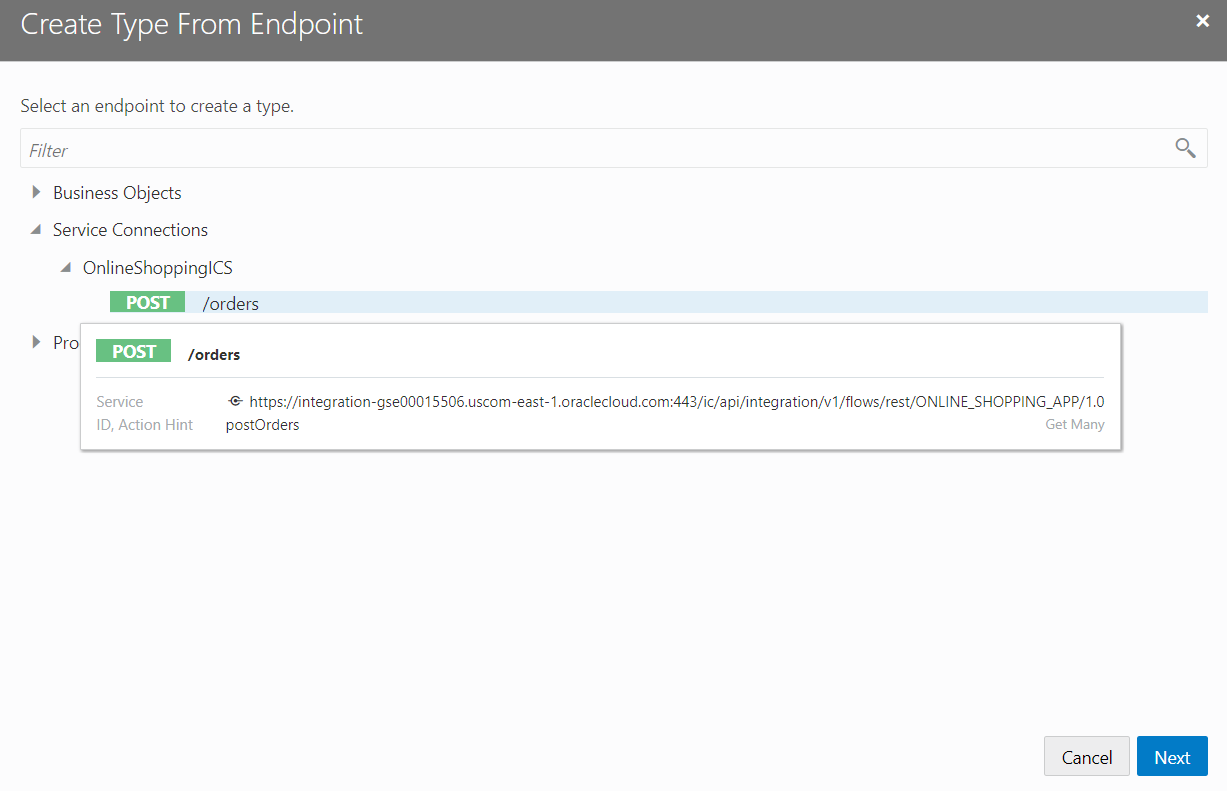 Create Type From Endpoint
Select an endpoint to create a type.
Filter
Business Objects
Service Connections
OnlineShoppingICS
POST /orders
Pro
POST /orders
Service https://integration-gse00015506.uscom-east-1.oraclecloud.com:443/ic/api/integration/v1/flows/rest/ONLINE_SHOPPING_APP/1.0
ID, Action Hint postOrders Get Many
Cancel Next